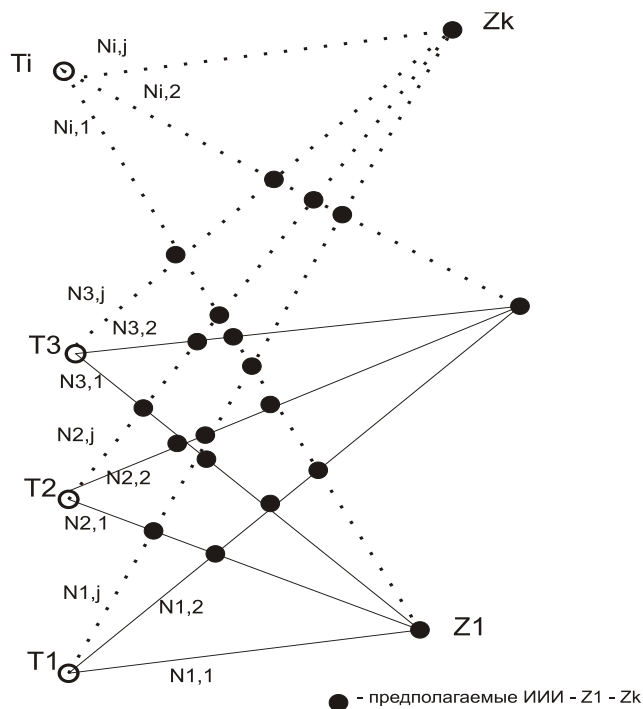 Zk
Ni,j
Ti
Ni,2
Ni,1
N3,j
N3,2
T3
N3,1
N2,j
N2,2
T2
N2,1
N1,j
N1,2
Z1
T1
N1,1
- предполагаемые ИИИ - Z1 - Zk